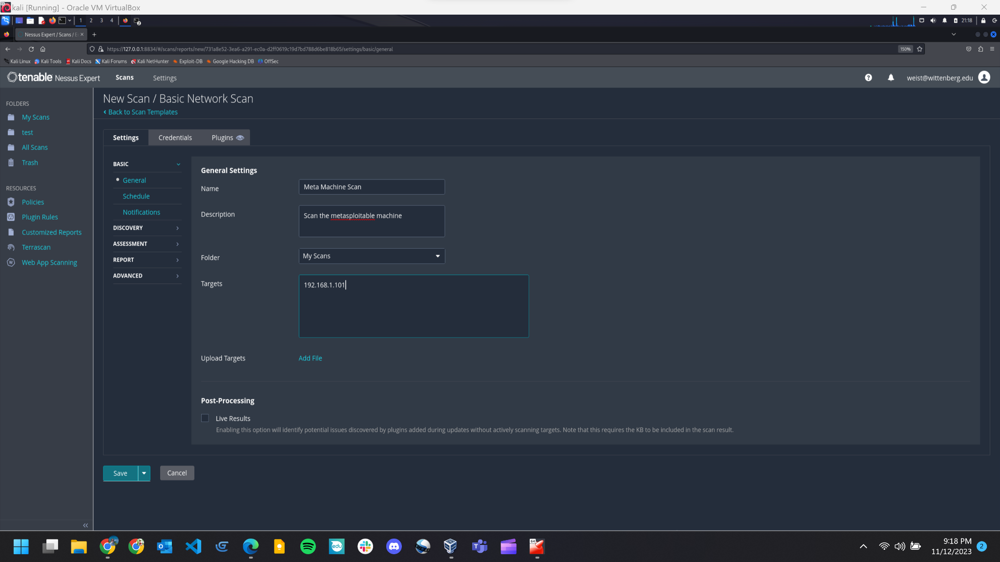 kali [Running] - Oracle VM VirtualBox
1 2 3 4 2 21:18
Nessus Expert / Scans / E
https://127.0.0.1:8834/#/scans/reports/new/731a8e52-3ea6-a291-ec0a-d2ff0619c19d7bd788d6be818b65/settings/basic/general 150%
Kali Linux Kali Tools Kali Docs Kali Forums Kali NetHunter Exploit-DB Google Hacking DB OffSec
tenable Nessus Expert Scans Settings ? weist@wittenberg.edu
FOLDERS
My Scans
test
All Scans
Trash
RESOURCES
Policies
Plugin Rules
Customized Reports
Terrascan
Web App Scanning
New Scan / Basic Network Scan
Back to Scan Templates
Settings Credentials Plugins
BASIC
General
Schedule
Notifications
DISCOVERY
ASSESSMENT
REPORT
ADVANCED
General Settings
Name Meta Machine Scan
Description Scan the metasploitable machine
Folder My Scans
Targets 192.168.1.101
Upload Targets Add File
Post-Processing
Live Results
Enabling this option will identify potential issues discovered by plugins added during updates without actively scanning targets. Note that this requires the KB to be included in the scan result.
Save Cancel
edu 64
9:18 PM
11/12/2023 2